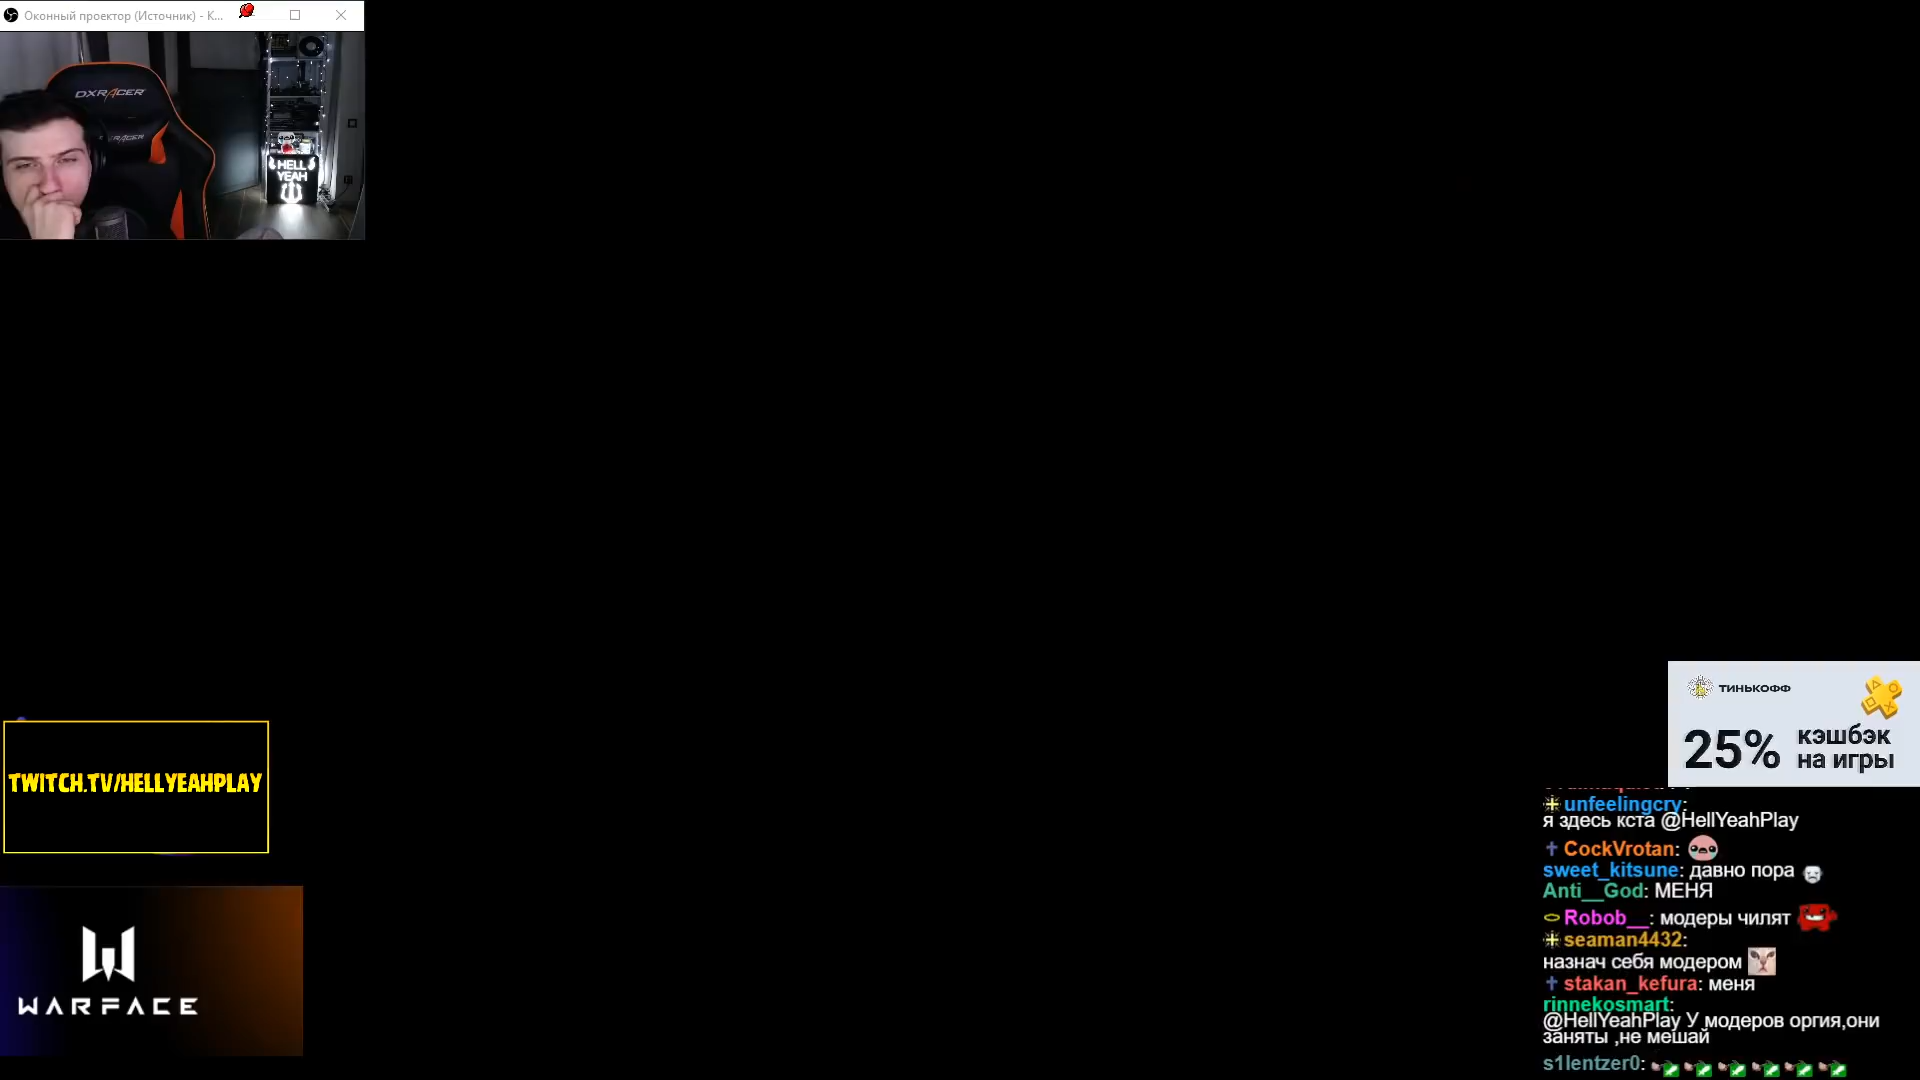 Оконный проектор (Источник) - К...
DXRACER
HELL
YEAH
TWITCH.TV/HELLYEAHPLAY
WARFACE
ТИНЬКОФФ
25% кэшбэк
на игры
unfeelingcry:
я здесь кста @HellYeahPlay
CockVrotan:
sweet_kitsune: давно пора
Anti__God: МЕНЯ
Robob__: модеры чилят
seaman4432:
назнач себя модером
stakan_kefura: меня
rinnekosmart:
@HellYeahPlay У модеров оргия,они
заняты ,не мешай
s1lentzer0: